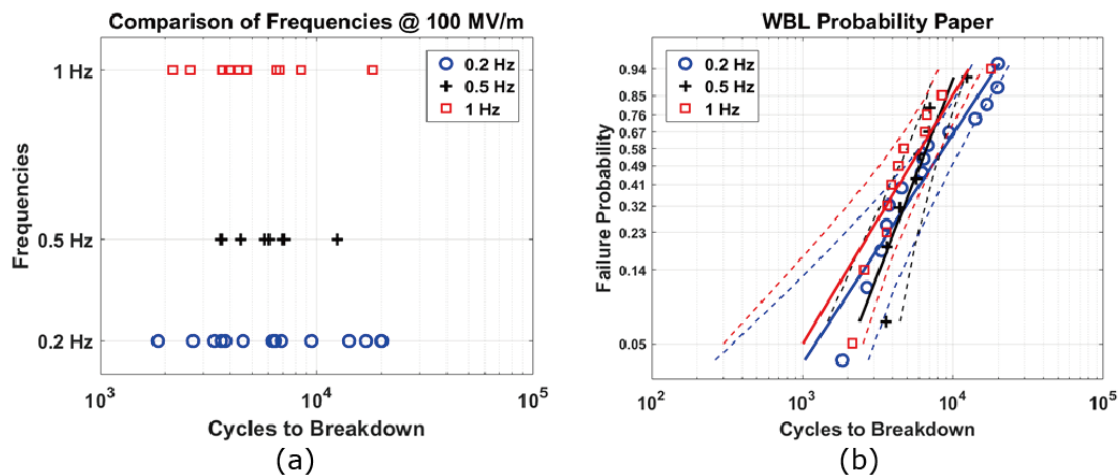 Comparison of Frequencies @ 100 MV/m
Frequencies
1 Hz
0.5 Hz
0.2 Hz
0.2 Hz
0.5 Hz
1 Hz
10^3
10^4
10^5
Cycles to Breakdown
(a)
WBL Probability Paper
Failure Probability
0.94
0.85
0.76
0.67
0.58
0.49
0.41
0.32
0.23
0.14
0.05
0.2 Hz
0.5 Hz
1 Hz
10^2
10^3
10^4
10^5
Cycles to Breakdown
(b)